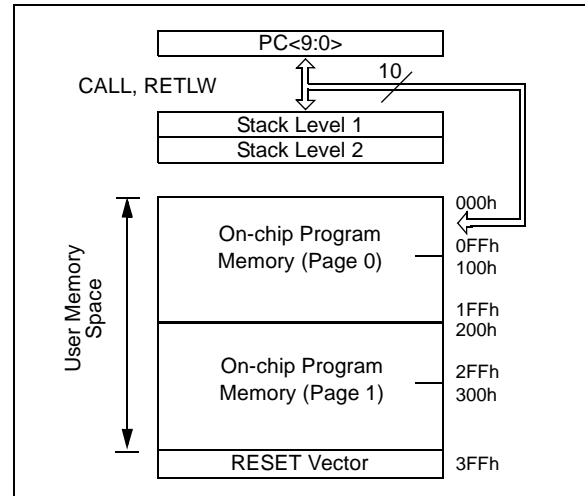 PC<9:0>
CALL, RETLW
10
Stack Level 1
Stack Level 2
User Memory
Space
000h
On-chip Program
Memory (Page 0)
0FFh
100h
1FFh
200h
On-chip Program
Memory (Page 1)
2FFh
300h
RESET Vector
3FFh